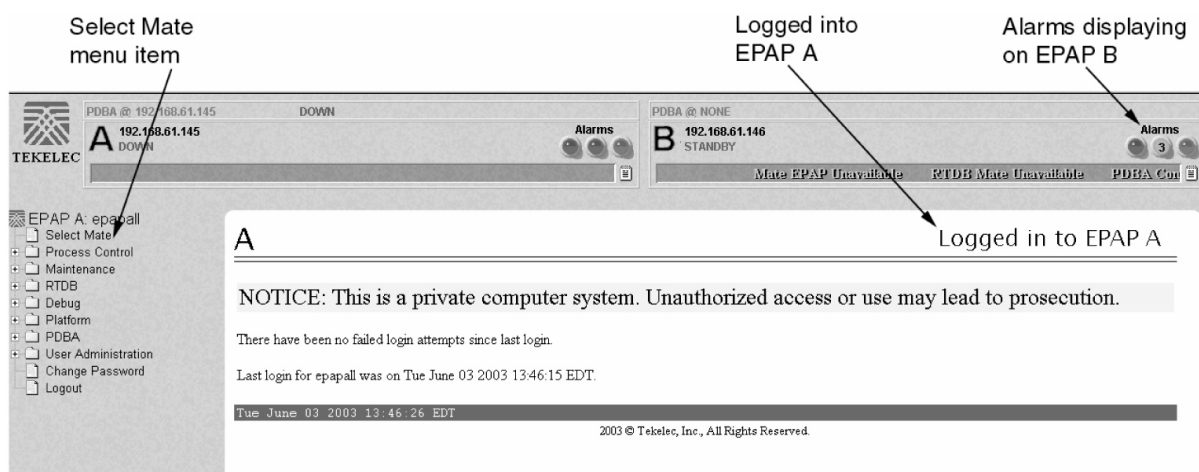 Select Mate
menu item
Logged into
EPAP A
Alarms displaying
on EPAP B
TEKELEC
PDBA @ 192.168.61.145 DOWN
A 192.168.61.145
DOWN
Alarms
PDBA @ NONE
B 192.168.61.146
STANDBY
Alarms
3
Mate EPAP Unavailable RTDB Mate Unavailable PDBA Con
EPAP A: epapall
Select Mate
Process Control
Maintenance
RTDB
Debug
Platform
PDBA
User Administration
Change Password
Logout
A
Logged in to EPAP A
NOTICE: This is a private computer system. Unauthorized access or use may lead to prosecution.
There have been no failed login attempts since last login.
Last login for epapall was on Tue June 03 2003 13:46:15 EDT.
Tue June 03 2003 13:46:26 EDT
2003 © Tekelec, Inc., All Rights Reserved.